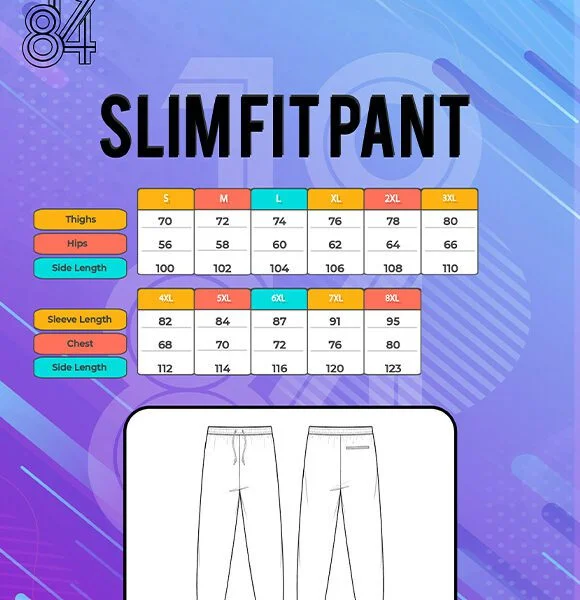 1984
SLIM FIT PANT
S M L XL 2XL 3XL
Thighs 70 72 74 76 78 80
Hips 56 58 60 62 64 66
Side Length 100 102 104 106 108 110
4XL 5XL 6XL 7XL 8XL
Sleeve Length 82 84 87 91 95
Chest 68 70 72 76 80
Side Length 112 114 116 120 123